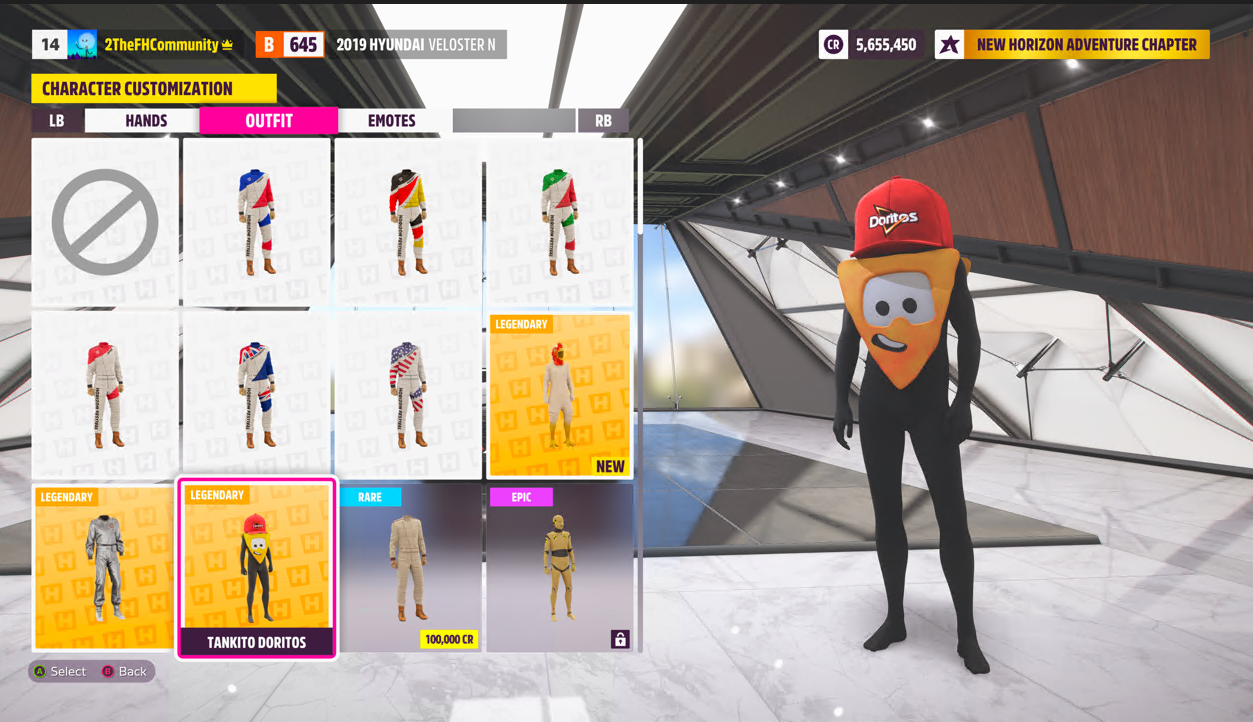 14 2TheFHCommunity B 645 2019 HYUNDAI VELOSTER N CR 5,655,450 NEW HORIZON ADVENTURE CHAPTER
CHARACTER CUSTOMIZATION
LB HANDS OUTFIT EMOTES RB
Doritos
LEGENDARY
NEW
LEGENDARY LEGENDARY RARE EPIC
100,000 CR
TANKITO DORITOS
A Select B Back